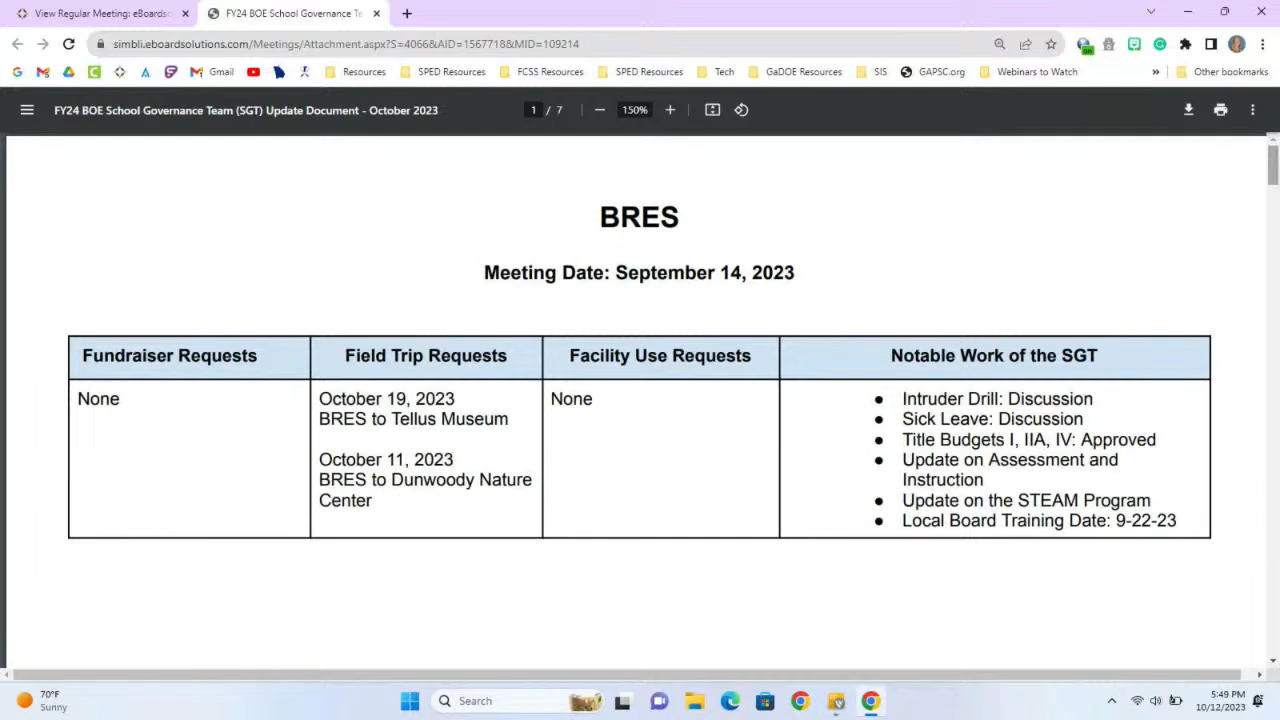 View Regular Meeting: eBoards
FY24 BOE School Governance Te
simbli.eboardsolutions.com/Meetings/Attachment.aspx?S=4066&AID=1567718&MID=109214
Gmail
Resources
SPED Resources
FCSS Resources
SPED Resources
Tech
GaDOE Resources
SIS
GAPSC.org
Webinars to Watch
»
Other bookmarks
FY24 BOE School Governance Team (SGT) Update Document - October 2023
1 / 7
150%
BRES
Meeting Date: September 14, 2023
Fundraiser Requests
Field Trip Requests
Facility Use Requests
Notable Work of the SGT
None
October 19, 2023
BRES to Tellus Museum
October 11, 2023
BRES to Dunwoody Nature
Center
None
● Intruder Drill: Discussion
● Sick Leave: Discussion
● Title Budgets I, IIA, IV: Approved
● Update on Assessment and
Instruction
● Update on the STEAM Program
● Local Board Training Date: 9-22-23
70°F
Sunny
Search
5:49 PM
10/12/2023